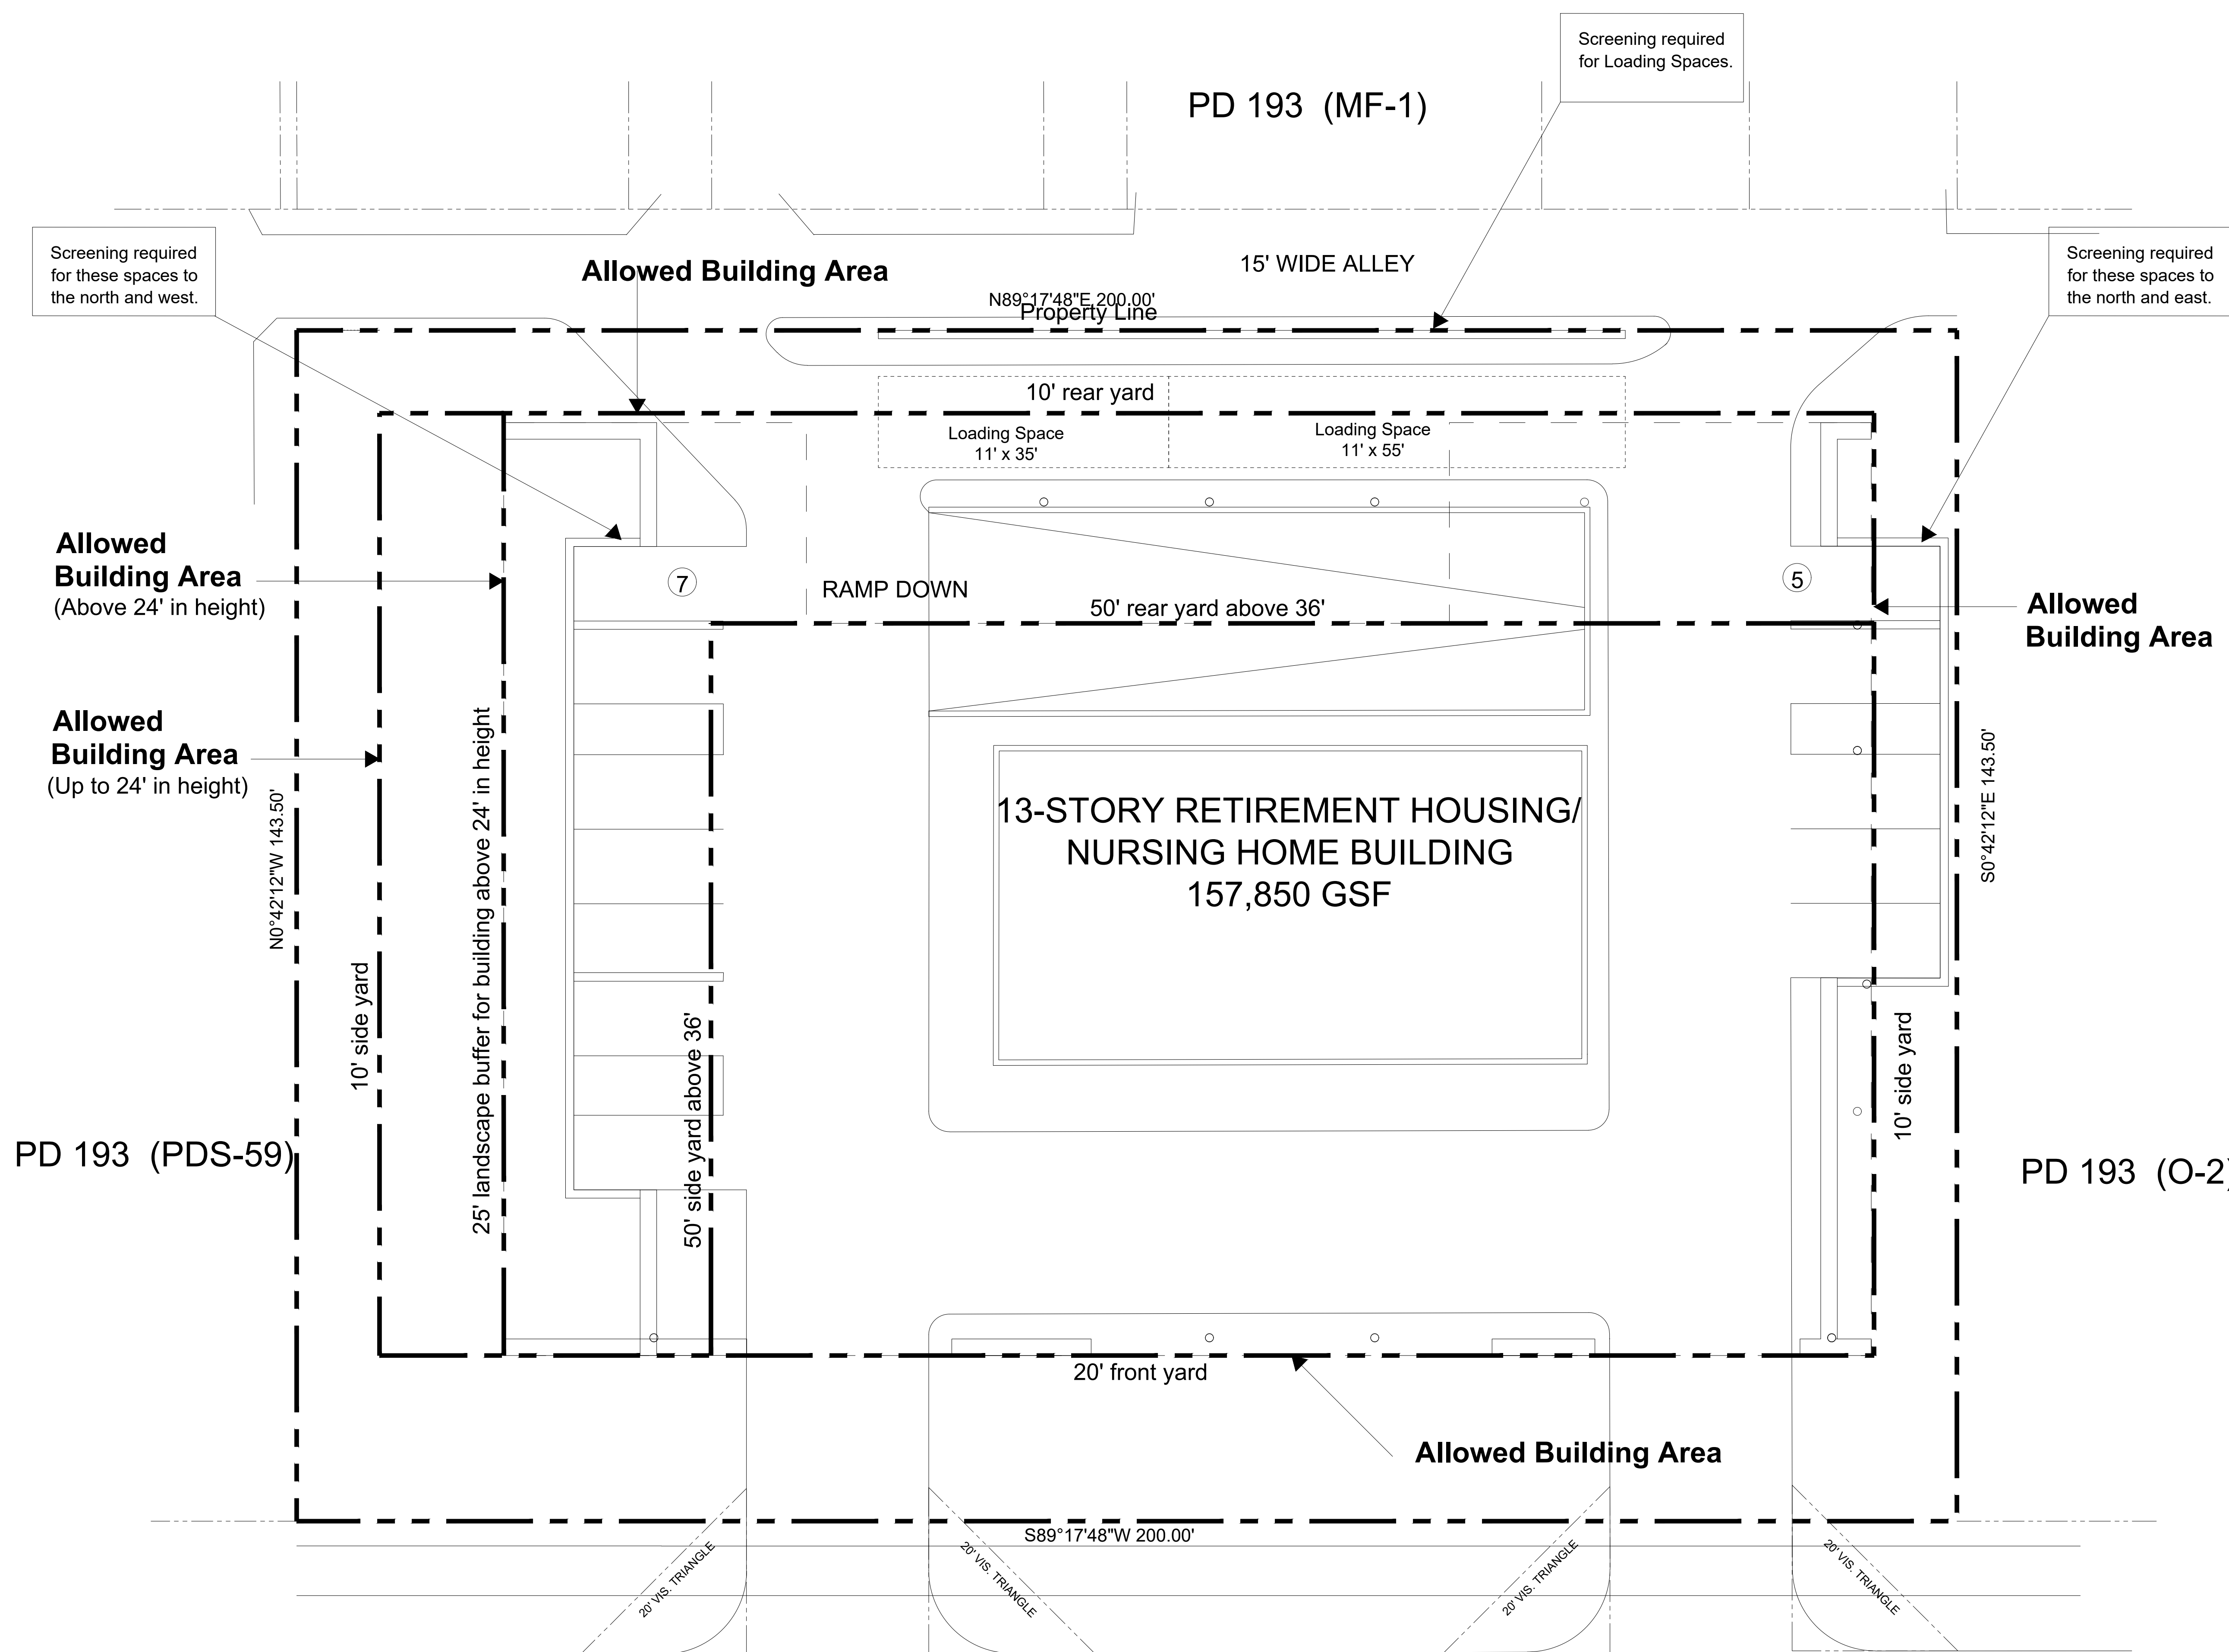 Screening required
for Loading Spaces.
PD 193 (MF-1)
Screening required
for these spaces to
the north and west.
Allowed Building Area
15' WIDE ALLEY
Screening required
for these spaces to
the north and east.
N89°17'48"E 200.00'
Property Line
10' rear yard
Loading Space
11' x 35'
Loading Space
11' x 55'
Allowed
Building Area
(Above 24' in height)
7
RAMP DOWN
50' rear yard above 36'
5
Allowed
Building Area
Allowed
Building Area
(Up to 24' in height)
N0°42'12"W 143.50'
10' side yard
25' landscape buffer for building above 24' in height
50' side yard above 36'
13-STORY RETIREMENT HOUSING/
NURSING HOME BUILDING
157,850 GSF
S0°42'12"E 143.50'
10' side yard
PD 193 (PDS-59)
PD 193 (O-2)
20' front yard
Allowed Building Area
S89°17'48"W 200.00'
20' VIS. TRIANGLE
20' VIS. TRIANGLE
20' VIS. TRIANGLE
20' VIS. TRIANGLE